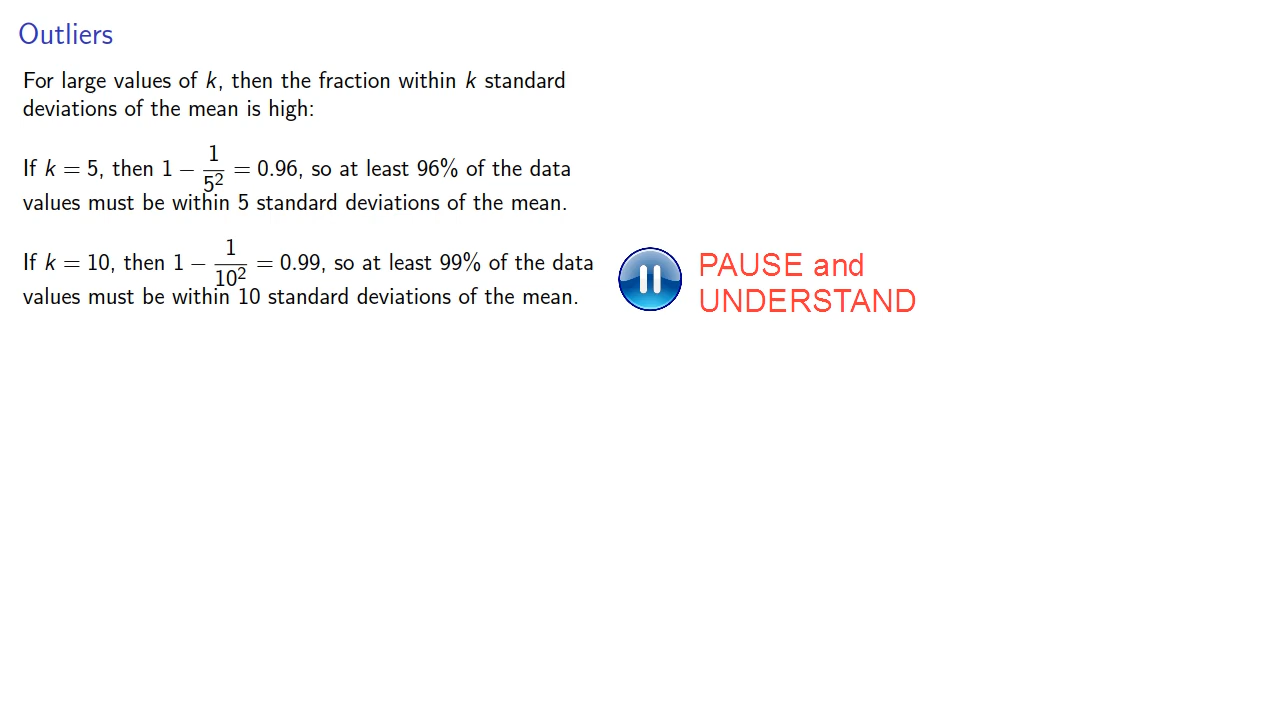 Outliers
For large values of k, then the fraction within k standard
deviations of the mean is high:
If k = 5, then 1 − 1/5² = 0.96, so at least 96% of the data
values must be within 5 standard deviations of the mean.
If k = 10, then 1 − 1/10² = 0.99, so at least 99% of the data
values must be within 10 standard deviations of the mean.
PAUSE and
UNDERSTAND